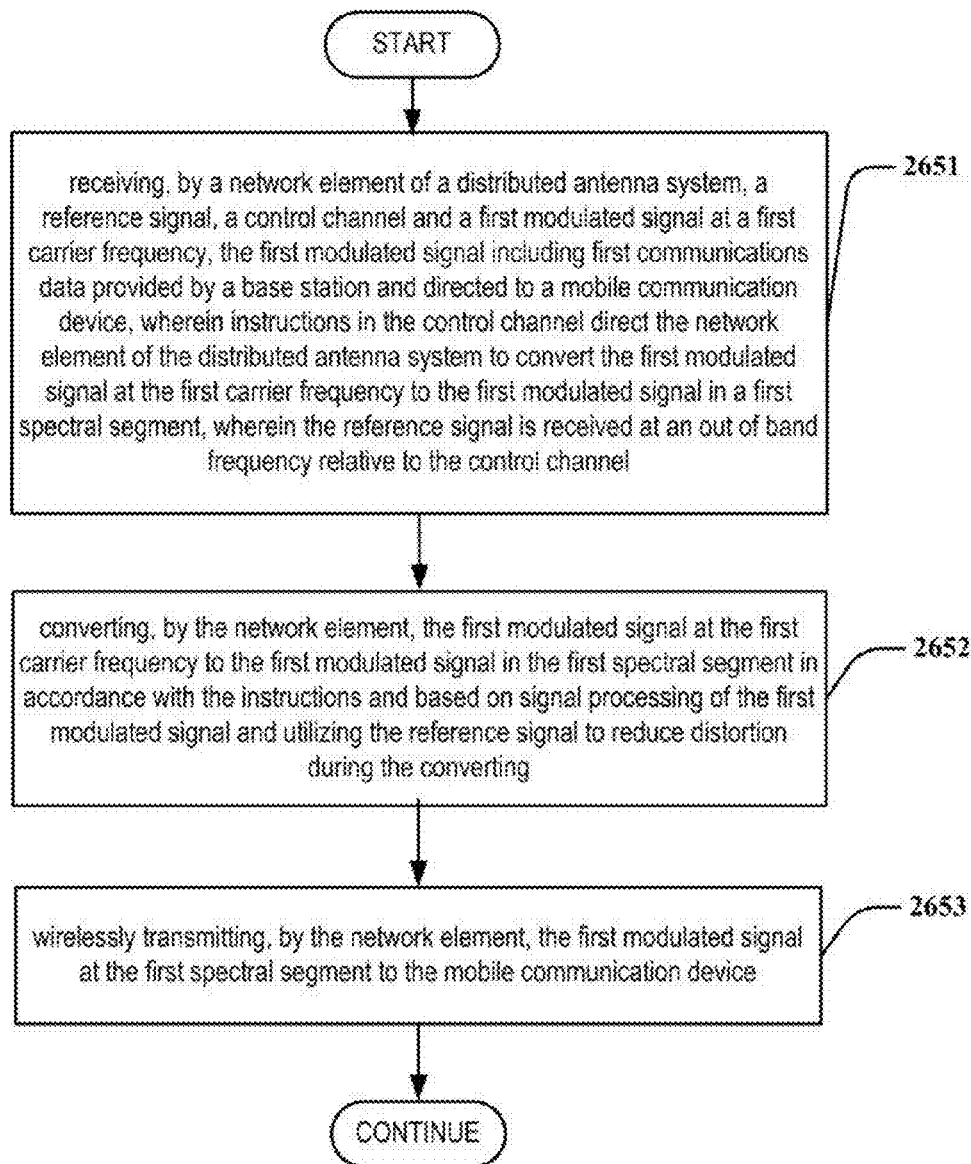 START
receiving, by a network element of a distributed antenna system, a
reference signal, a control channel and a first modulated signal at a first
carrier frequency, the first modulated signal including first communications
data provided by a base station and directed to a mobile communication
device, wherein instructions in the control channel direct the network
element of the distributed antenna system to convert the first modulated
signal at the first carrier frequency to the first modulated signal in a first
spectral segment, wherein the reference signal is received at an out of band
frequency relative to the control channel
2651
converting, by the network element, the first modulated signal at the first
carrier frequency to the first modulated signal in the first spectral segment in
accordance with the instructions and based on signal processing of the first
modulated signal and utilizing the reference signal to reduce distortion
during the converting
2652
wirelessly transmitting, by the network element, the first modulated signal
at the first spectral segment to the mobile communication device
2653
CONTINUE